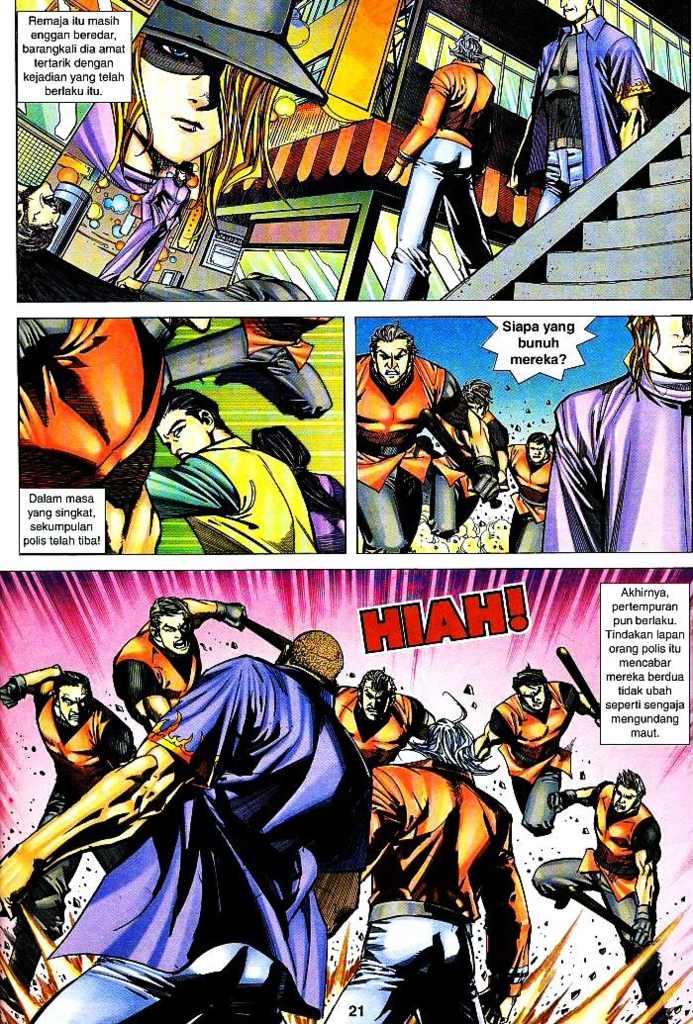 Remaja itu masih
enggan beredar,
barangkali dia amat
tertarik dengan
kejadian yang telah
berlaku itu.
Dalam masa
yang singkat,
sekumpulan
polis telah tiba!
Siapa yang
bunuh
mereka?
HIAH!
Akhirnya,
pertempuran
pun berlaku.
Tindakan lapan
orang polis itu
mencabar
mereka berdua
tidak ubah
seperti sengaja
mengundang
maut.
21